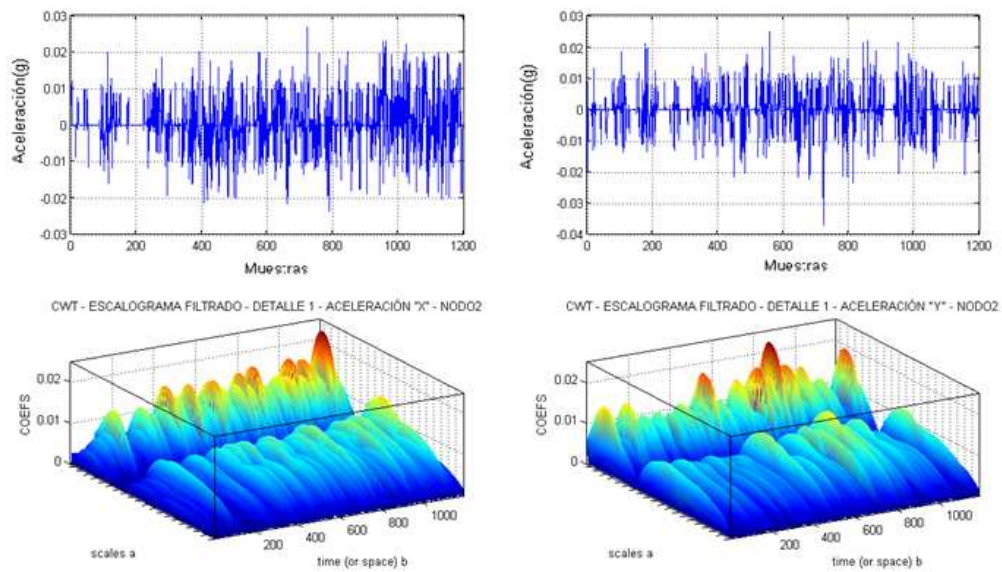 0.03
0.02
0.01
0
-0.01
-0.02
-0.03
Aceleración(g)
0 200 400 600 800 1000 1200
Muestras
0.03
0.02
0.01
0
-0.01
-0.02
-0.03
-0.04
Aceleración(g)
0 200 400 600 800 1000 1200
Muestras
CWT - ESCALOGRAMA FILTRADO - DETALLE 1 - ACELERACIÓN "X" - NODO2
0.02
0.01
0
COEFS
scales a
200 400 600 800 1000
time (or space) b
CWT - ESCALOGRAMA FILTRADO - DETALLE 1 - ACELERACIÓN "Y" - NODO2
0.02
0.01
0
COEFS
scales a
200 400 600 800 1000
time (or space) b